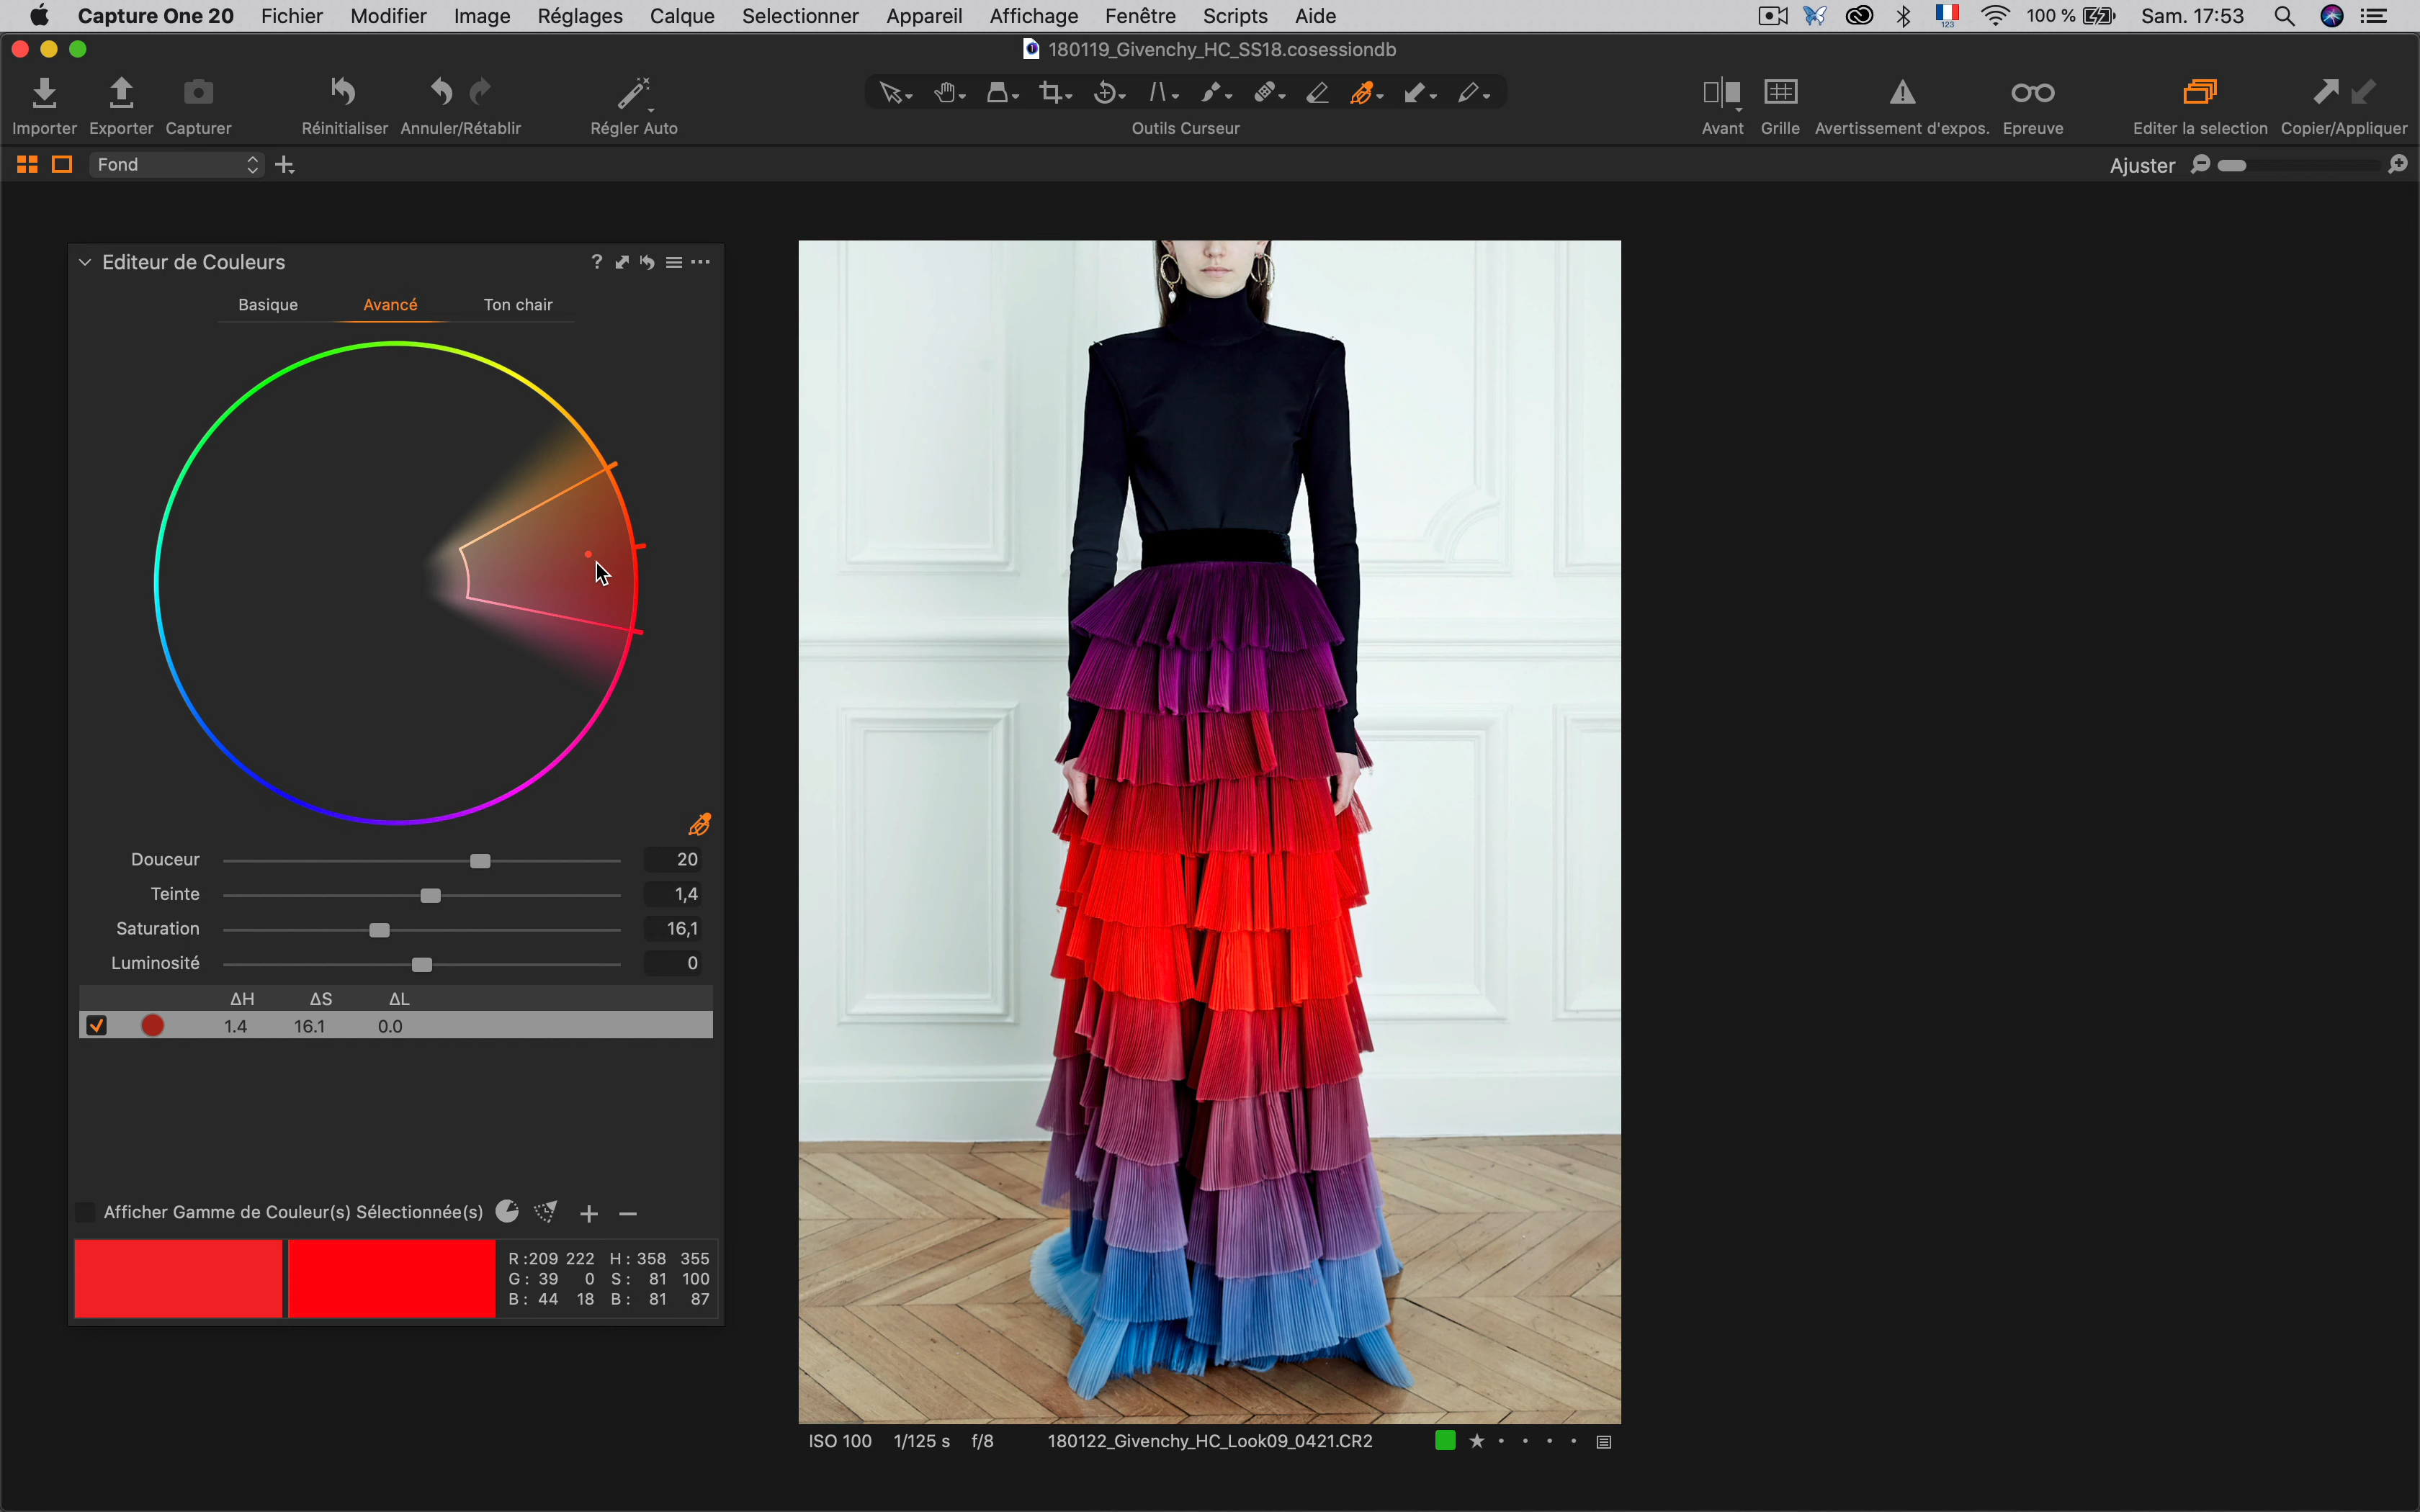 Capture One 20 Fichier Modifier Image Réglages Calque Selectionner Appareil Affichage Fenêtre Scripts Aide 123 100 % Sam. 17:53
180119_Givenchy_HC_SS18.cosessiondb
Importer Exporter Capturer Réinitialiser Annuler/Rétablir Régler Auto Outils Curseur Avant Grille Avertissement d'expos. Epreuve Editer la selection Copier/Appliquer
Fond Ajuster
Editeur de Couleurs ?
Basique Avancé Ton chair
Douceur 20
Teinte 1,4
Saturation 16,1
Luminosité 0
ΔH ΔS ΔL
1.4 16.1 0.0
Afficher Gamme de Couleur(s) Sélectionnée(s)
R: 209 222 H: 358 355
G: 39 0 S: 81 100
B: 44 18 B: 81 87
ISO 100 1/125 s f/8 180122_Givenchy_HC_Look09_0421.CR2